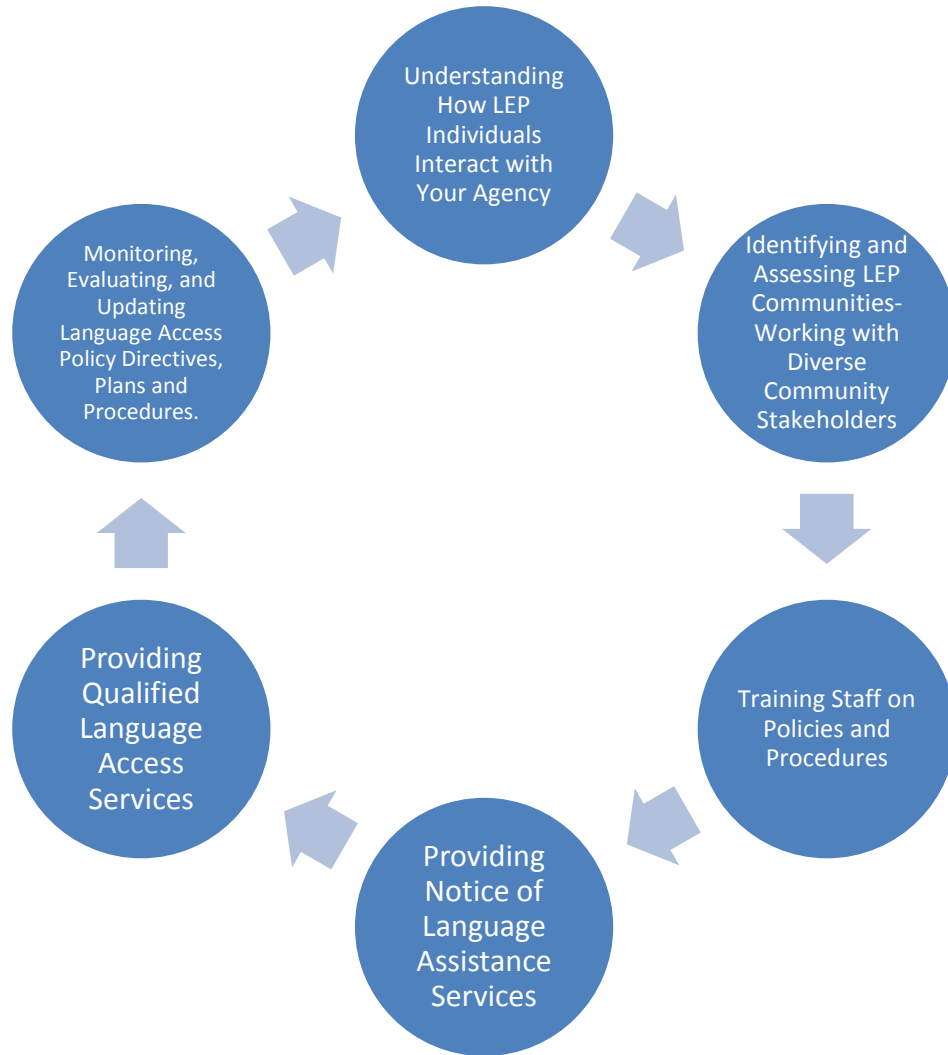 Understanding
How LEP
Individuals
Interact with
Your Agency
Identifying and
Assessing LEP
Communities-
Working with
Diverse
Community
Stakeholders
Training Staff on
Policies and
Procedures
Providing
Notice of
Language
Assistance
Services
Providing
Qualified
Language
Access
Services
Monitoring,
Evaluating, and
Updating
Language Access
Policy Directives,
Plans and
Procedures.